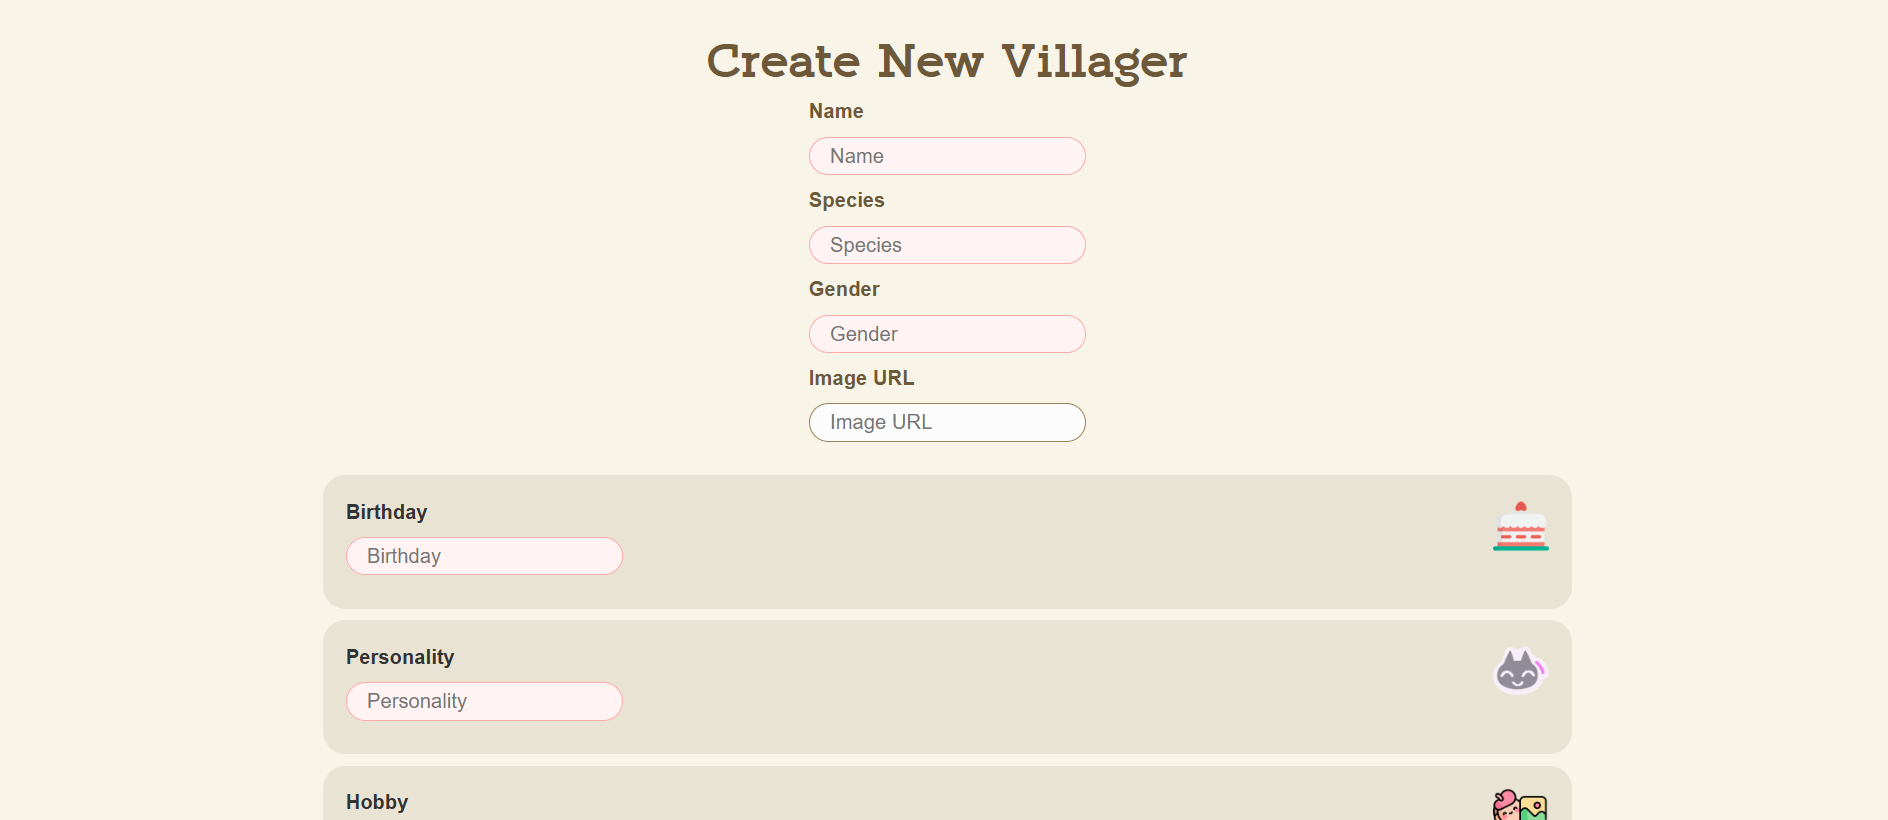 Create New Villager
Name
Name
Species
Species
Gender
Gender
Image URL
Image URL
Birthday
Birthday
Personality
Personality
Hobby